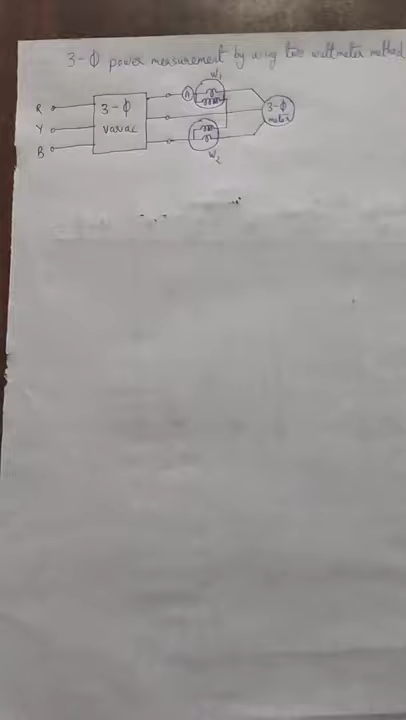 3-Φ power measurement by using two wattmeter method
W1
R
A
3-Φ
variac
3-Φ
motor
Y
B
W2